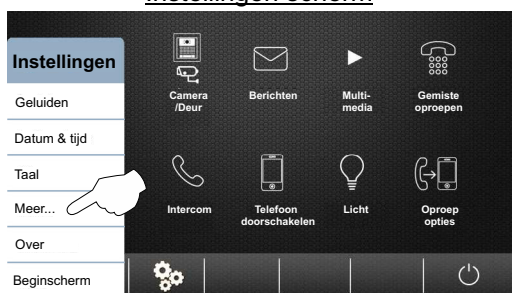 Instellingen scherm
Instellingen
Geluiden
Datum & tijd
Taal
Meer...
Over
Beginscherm
Camera
/Deur
Berichten
Multi-
media
Gemiste
oproepen
Intercom
Telefoon
doorschakelen
Licht
Oproep
opties